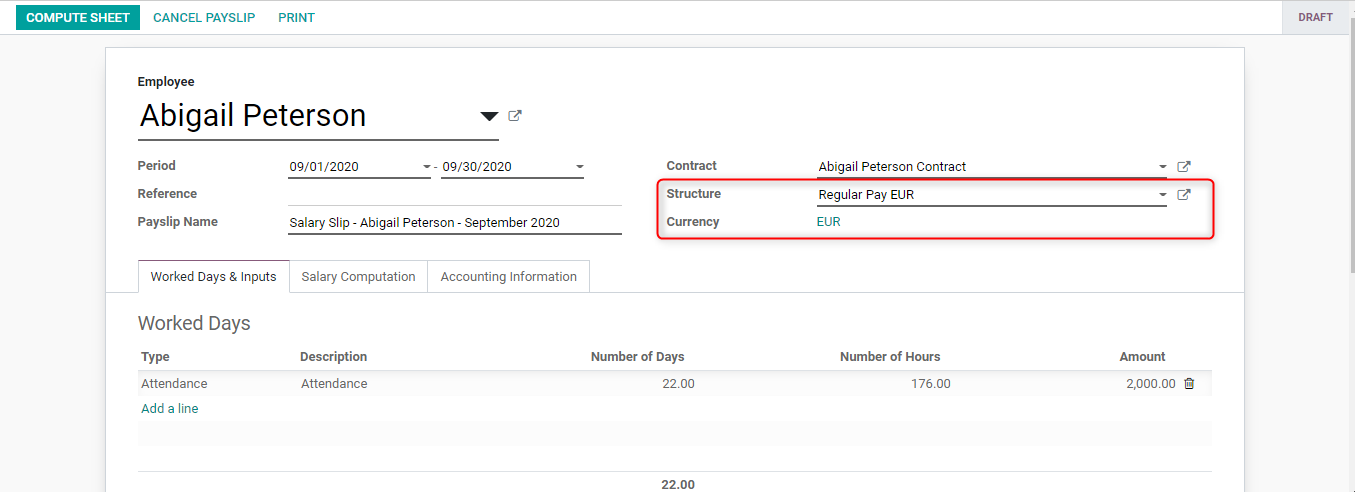 COMPUTE SHEET CANCEL PAYSLIP PRINT DRAFT
Employee
Abigail Peterson
Period 09/01/2020 - 09/30/2020 Contract Abigail Peterson Contract
Reference Structure Regular Pay EUR
Payslip Name Salary Slip - Abigail Peterson - September 2020 Currency EUR
Worked Days & Inputs Salary Computation Accounting Information
Worked Days
Type Description Number of Days Number of Hours Amount
Attendance Attendance 22.00 176.00 2,000.00
Add a line
22.00